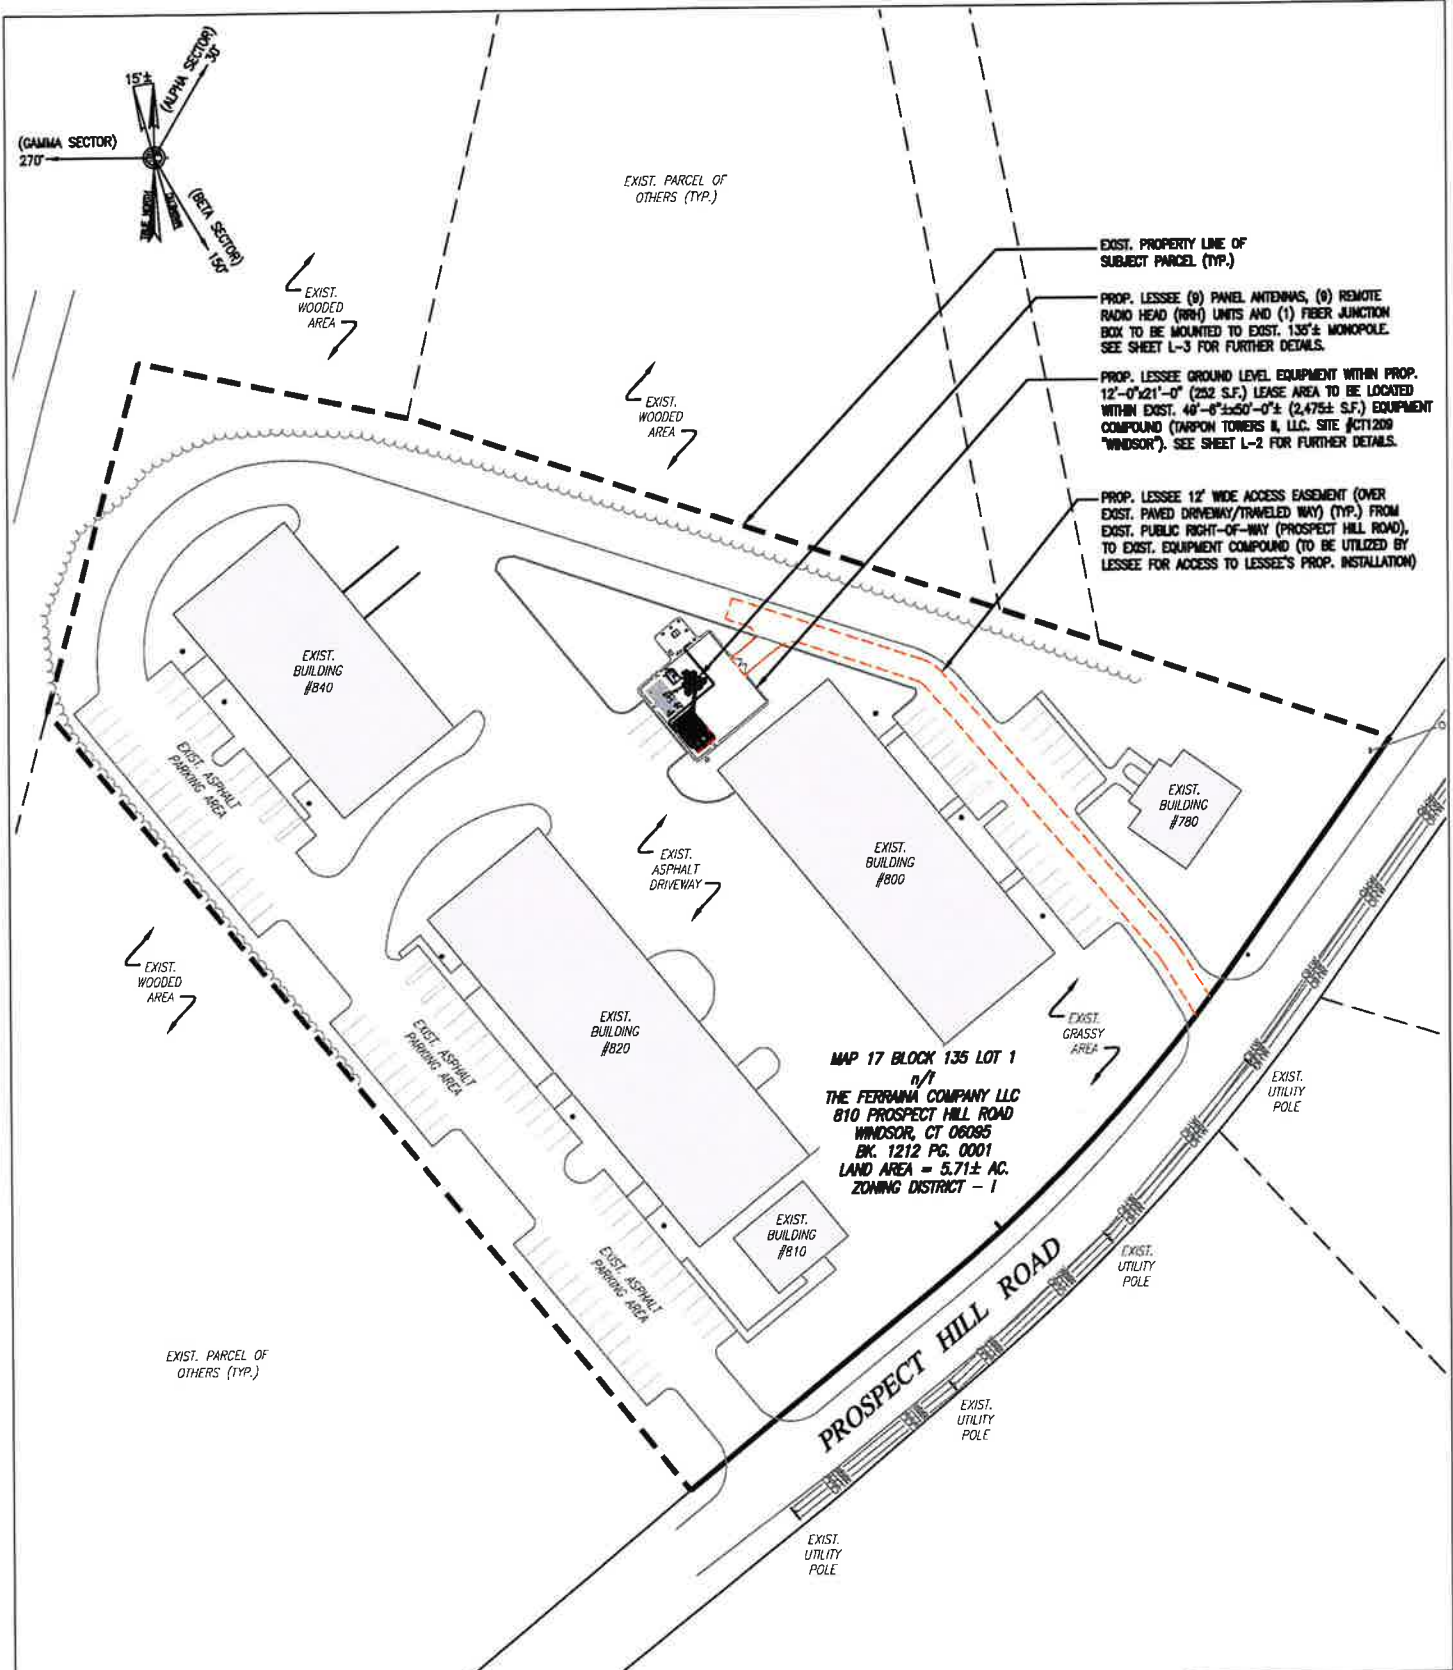 15°±
(ALPHA SECTOR)
30°
(GAMMA SECTOR)
270°
TRUE NORTH
(BETA SECTOR)
150°
EXIST. PARCEL OF
OTHERS (TYP.)
EXIST.
WOODED
AREA
EXIST.
WOODED
AREA
EXIST. PROPERTY LINE OF
SUBJECT PARCEL (TYP.)
PROP. LESSEE (9) PANEL ANTENNAS, (9) REMOTE
RADIO HEAD (RRH) UNITS AND (1) FIBER JUNCTION
BOX TO BE MOUNTED TO EXIST. 135'± MONOPOLE.
SEE SHEET L-3 FOR FURTHER DETAILS.
PROP. LESSEE GROUND LEVEL EQUIPMENT WITHIN PROP.
12'-0"x21'-0" (252 S.F.) LEASE AREA TO BE LOCATED
WITHIN EXIST. 49'-6"±x50'-0"± (2,475± S.F.) EQUIPMENT
COMPOUND (TARPON TOWERS II, LLC. SITE #CT1209
"WINDSOR"). SEE SHEET L-2 FOR FURTHER DETAILS.
PROP. LESSEE 12' WIDE ACCESS EASEMENT (OVER
EXIST. PAVED DRIVEWAY/TRAVELED WAY) (TYP.) FROM
EXIST. PUBLIC RIGHT-OF-WAY (PROSPECT HILL ROAD),
TO EXIST. EQUIPMENT COMPOUND (TO BE UTILIZED BY
LESSEE FOR ACCESS TO LESSEE'S PROP. INSTALLATION)
EXIST.
BUILDING
#840
EXIST. ASPHALT
PARKING AREA
EXIST.
BUILDING
#780
EXIST.
ASPHALT
DRIVEWAY
EXIST.
BUILDING
#800
EXIST.
WOODED
AREA
EXIST.
BUILDING
#820
EXIST. ASPHALT
PARKING AREA
EXIST.
GRASSY
AREA
MAP 17 BLOCK 135 LOT 1
n/f
THE FERRAINA COMPANY LLC
810 PROSPECT HILL ROAD
WINDSOR, CT 06095
BK. 1212 PG. 0001
LAND AREA = 5.71± AC.
ZONING DISTRICT - I
EXIST.
UTILITY
POLE
EXIST.
BUILDING
#810
EXIST. ASPHALT
PARKING AREA
EXIST.
UTILITY
POLE
PROSPECT HILL ROAD
EXIST. PARCEL OF
OTHERS (TYP.)
EXIST.
UTILITY
POLE
EXIST.
UTILITY
POLE